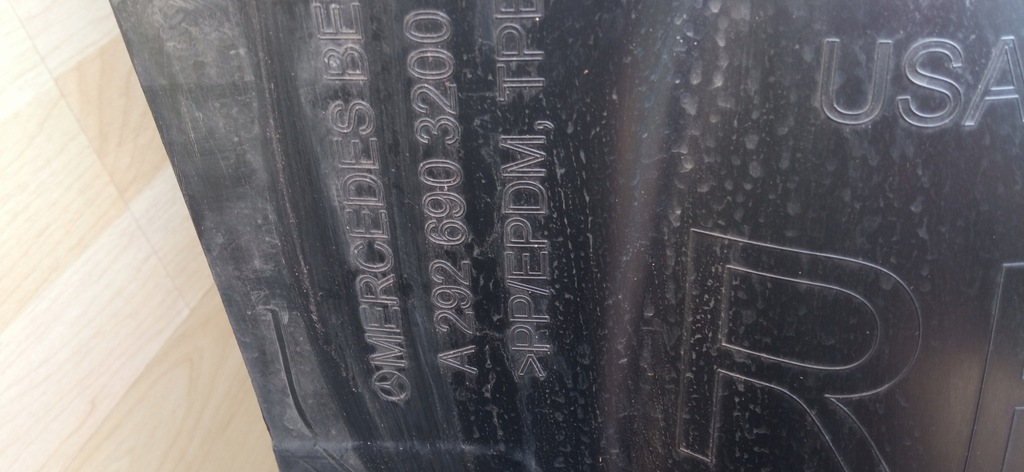 MERCEDES BE
A 292 690 3200
>PP/EPDM, TPE
USA
R